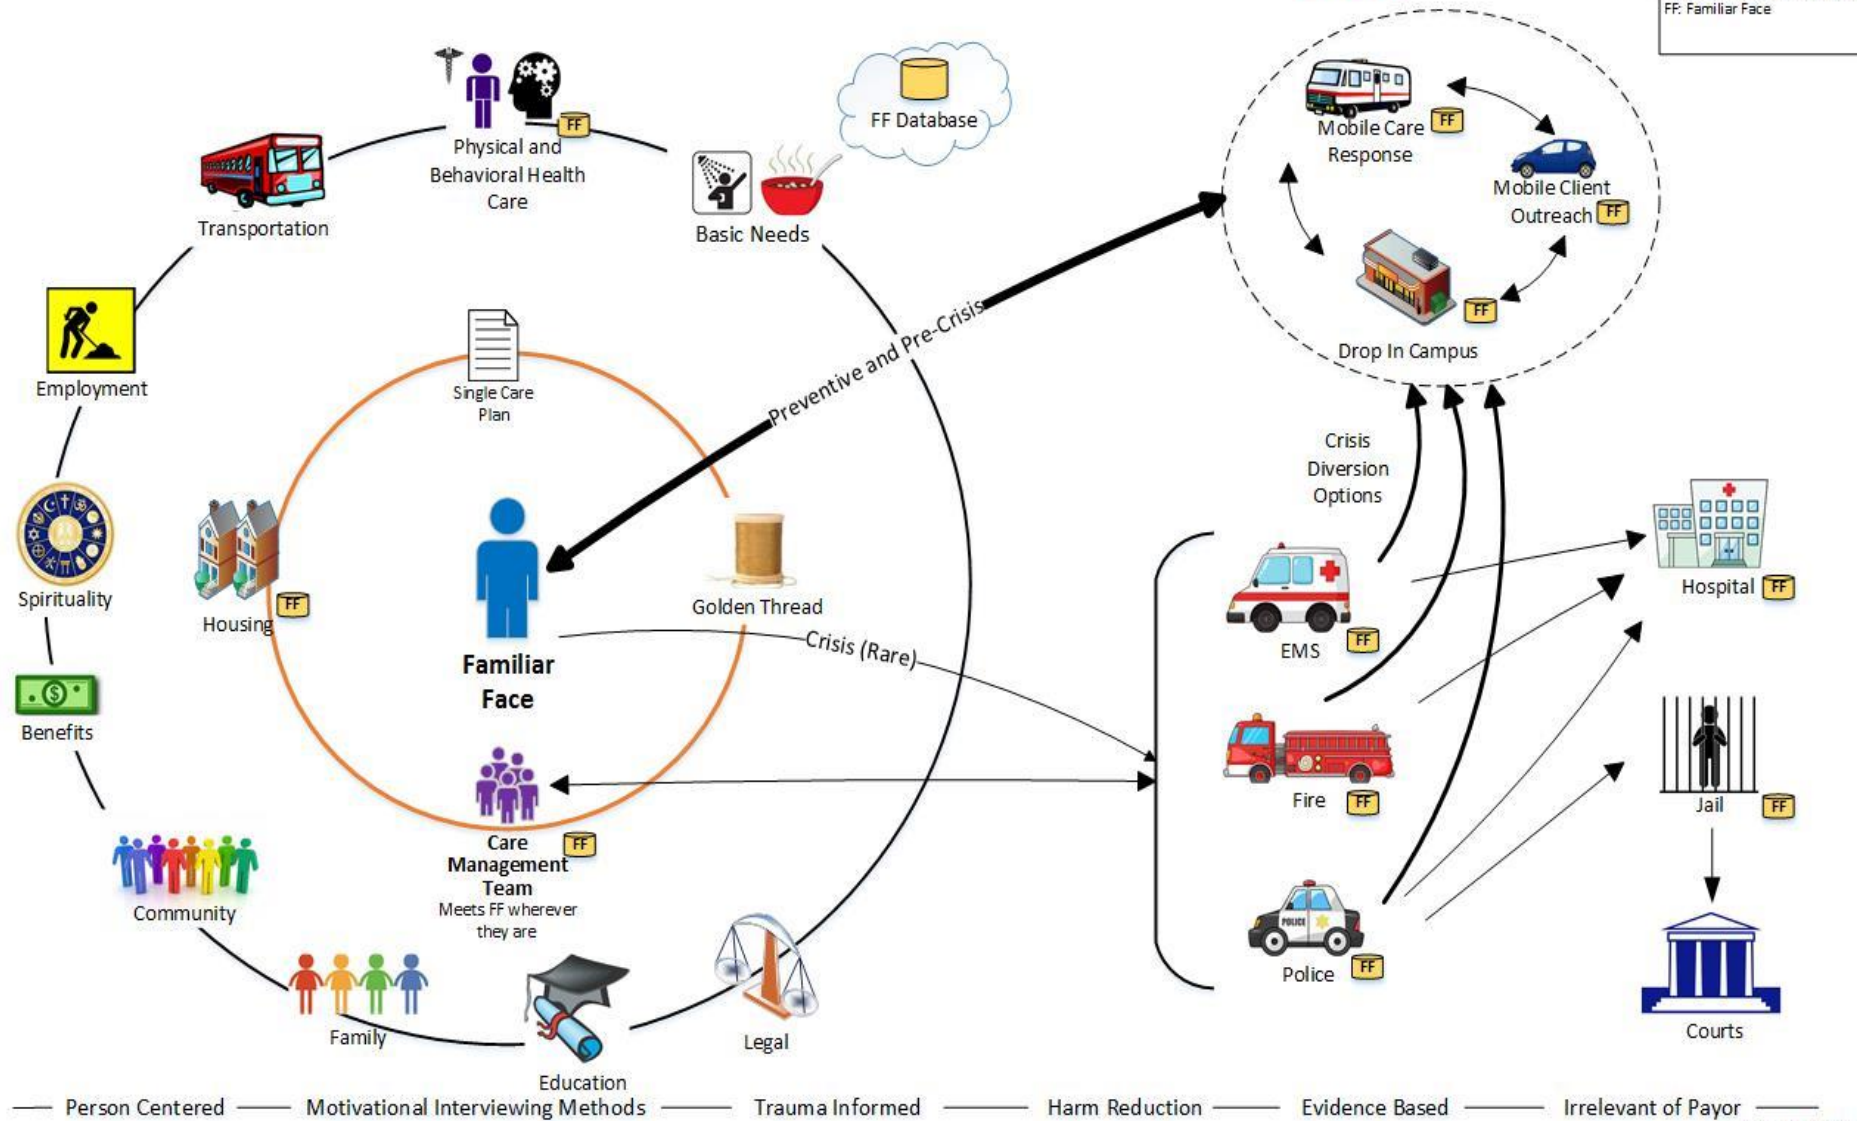 FF: Familiar Face
FF Database
Physical and
Behavioral Health
Care
FF
Transportation
Basic Needs
Employment
Spirituality
Benefits
Community
Family
Education
Legal
Single Care
Plan
Housing
FF
Golden Thread
Familiar
Face
Care
Management
Team
FF
Meets FF wherever
they are
Preventive and Pre-Crisis
Crisis (Rare)
Mobile Care
Response
FF
Mobile Client
Outreach
FF
Drop In Campus
FF
Crisis
Diversion
Options
EMS
FF
Fire
FF
POLICE
Police
FF
Hospital
FF
Jail
FF
Courts
Person Centered
Motivational Interviewing Methods
Trauma Informed
Harm Reduction
Evidence Based
Irrelevant of Payor